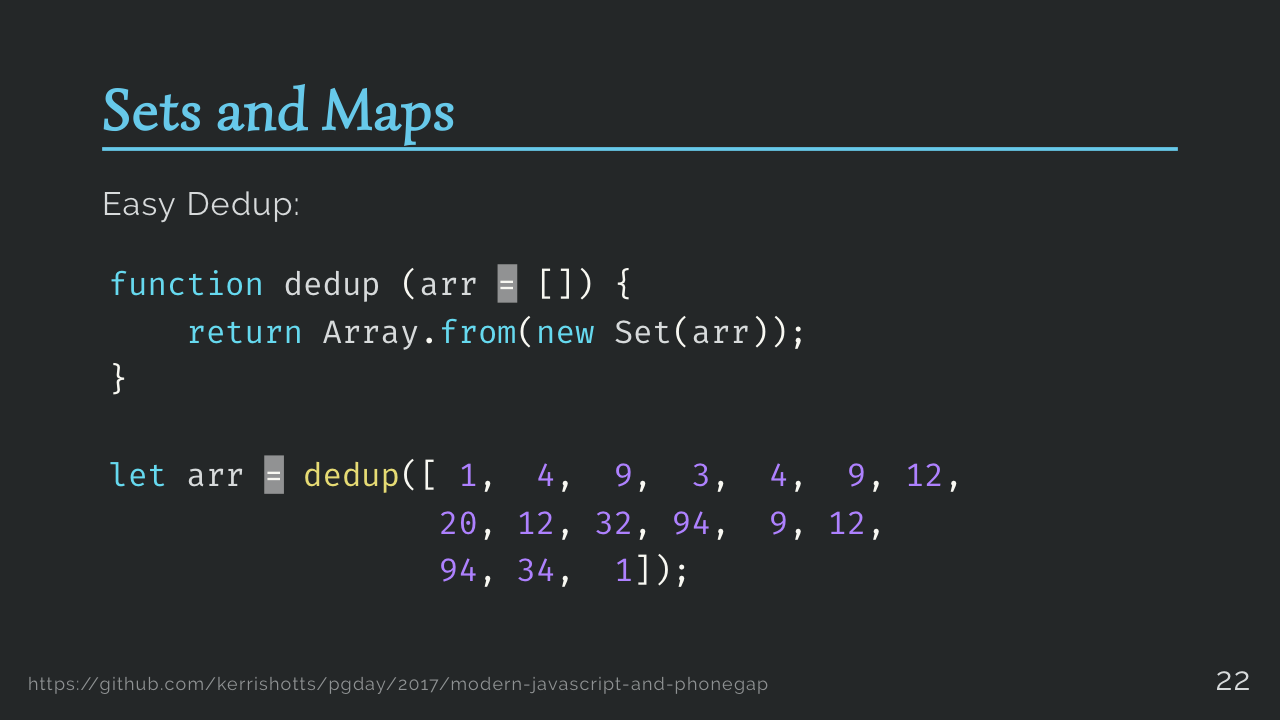 Sets and Maps
Easy Dedup:
function dedup (arr = []) {
    return Array.from(new Set(arr));
}
let arr = dedup([ 1,  4,  9,  3,  4,  9, 12,
                 20, 12, 32, 94,  9, 12,
                 94, 34,  1]);
https://github.com/kerrishotts/pgday/2017/modern-javascript-and-phonegap
22